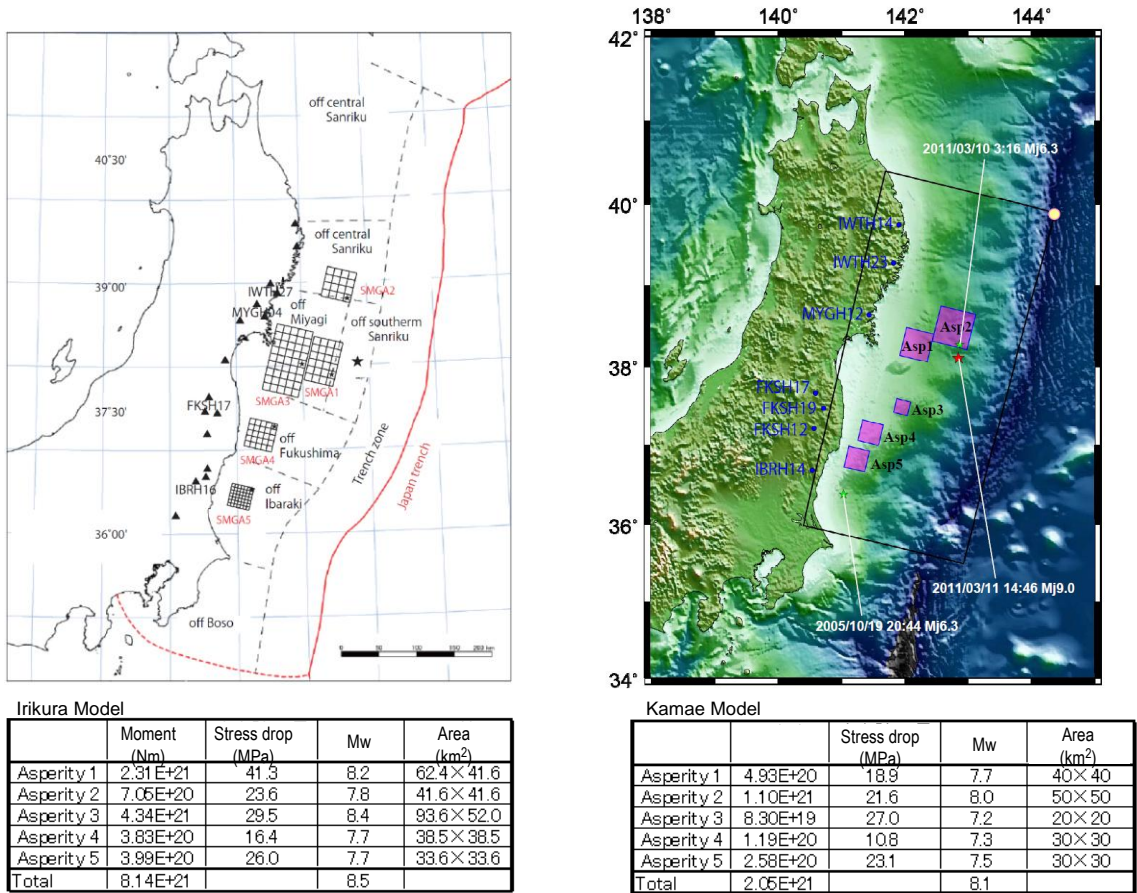 off central
Sanriku
40°30'
off central
Sanriku
39°00'
IWTH27
SMGA2
off
Miyagi
MYGH04
off southerm
Sanriku
SMGA1
SMGA3
37°30'
FKSH17
off
Fukushima
SMGA4
Trench zone
Japan trench
IBRH16
off
Ibaraki
SMGA5
36°00'
off Boso
138° 140° 142° 144°
42°
2011/03/10 3:16 Mj6.3
40°
IWTH14
IWTH23
MYGH12
Asp2
Asp1
38°
FKSH17
FKSH19
Asp3
FKSH12
Asp4
IBRH14
Asp5
36°
2011/03/11 14:46 Mj9.0
2005/10/19 20:44 Mj6.3
34°
Irikura Model
Moment (Nm) Stress drop (MPa) Mw Area (km²)
Asperity 1 2.31E+21 41.3 8.2 62.4×41.6
Asperity 2 7.05E+20 23.6 7.8 41.6×41.6
Asperity 3 4.34E+21 29.5 8.4 93.6×52.0
Asperity 4 3.83E+20 16.4 7.7 38.5×38.5
Asperity 5 3.99E+20 26.0 7.7 33.6×33.6
Total 8.14E+21 8.5
Kamae Model
Stress drop (MPa) Mw Area (km²)
Asperity 1 4.93E+20 18.9 7.7 40×40
Asperity 2 1.10E+21 21.6 8.0 50×50
Asperity 3 8.30E+19 27.0 7.2 20×20
Asperity 4 1.19E+20 10.8 7.3 30×30
Asperity 5 2.58E+20 23.1 7.5 30×30
Total 2.05E+21 8.1